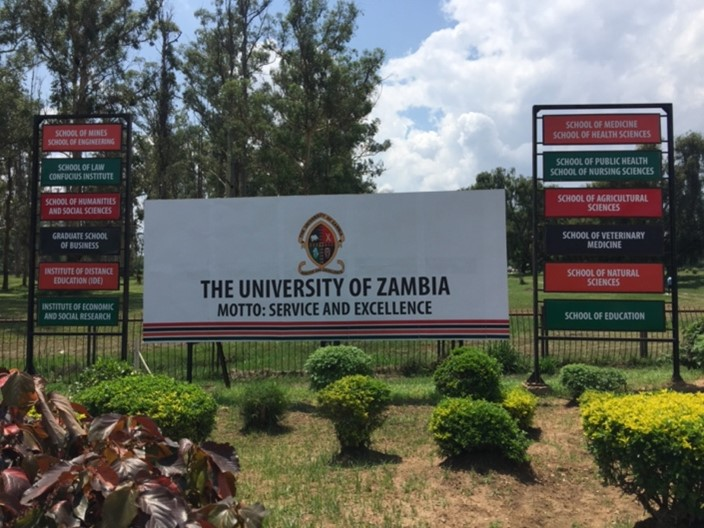 SCHOOL OF MINES
SCHOOL OF ENGINEERING
SCHOOL OF LAW
CONFUCIUS INSTITUTE
SCHOOL OF HUMANITIES
AND SOCIAL SCIENCES
GRADUATE SCHOOL
OF BUSINESS
INSTITUTE OF DISTANCE
EDUCATION (IDE)
INSTITUTE OF ECONOMIC
AND SOCIAL RESEARCH
THE UNIVERSITY OF ZAMBIA
MOTTO: SERVICE AND EXCELLENCE
SCHOOL OF MEDICINE
SCHOOL OF HEALTH SCIENCES
SCHOOL OF PUBLIC HEALTH
SCHOOL OF NURSING SCIENCES
SCHOOL OF AGRICULTURAL
SCIENCES
SCHOOL OF VETERINARY
MEDICINE
SCHOOL OF NATURAL
SCIENCES
SCHOOL OF EDUCATION